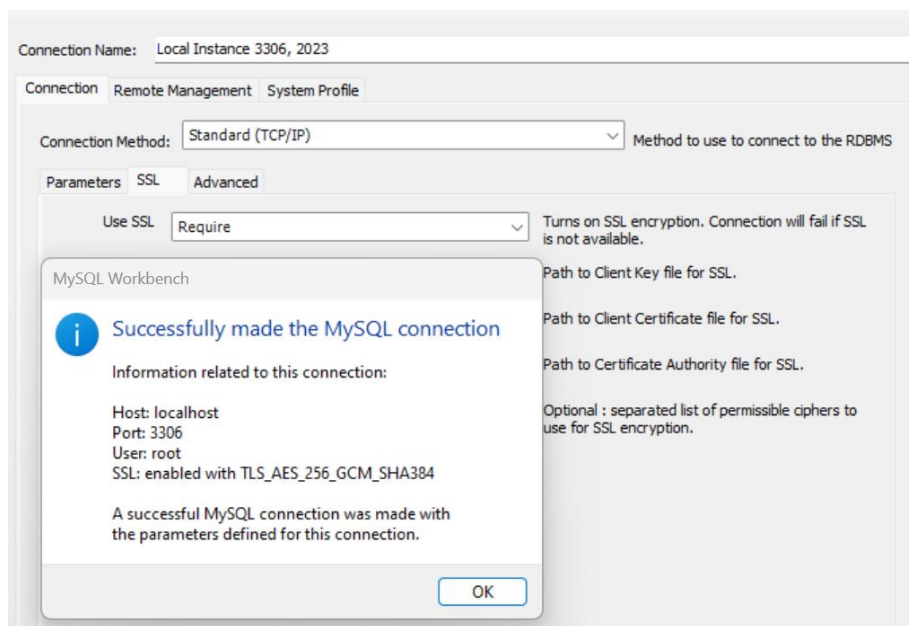 Connection Name: Local Instance 3306, 2023
Connection Remote Management System Profile
Connection Method: Standard (TCP/IP) Method to use to connect to the RDBMS
Parameters SSL Advanced
Use SSL Require Turns on SSL encryption. Connection will fail if SSL
is not available.
MySQL Workbench
Successfully made the MySQL connection
Information related to this connection:
Host: localhost
Port: 3306
User: root
SSL: enabled with TLS_AES_256_GCM_SHA384
A successful MySQL connection was made with
the parameters defined for this connection.
OK
Path to Client Key file for SSL.
Path to Client Certificate file for SSL.
Path to Certificate Authority file for SSL.
Optional : separated list of permissible ciphers to
use for SSL encryption.